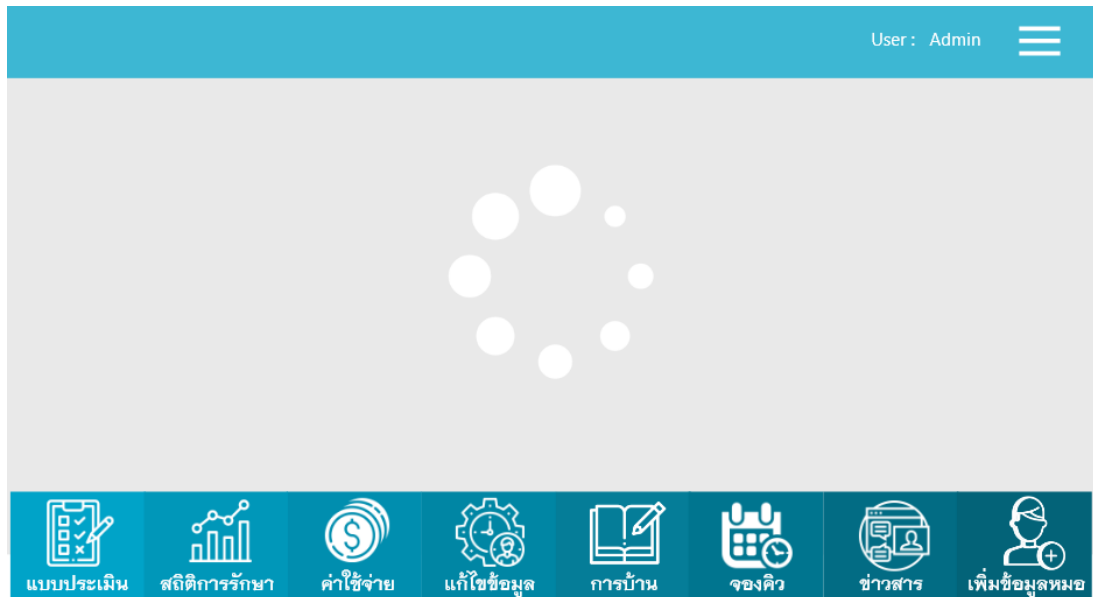 User : Admin
แบบประเมิน
สถิติการรักษา
ค่าใช้จ่าย
แก้ไขข้อมูล
การบ้าน
จองคิว
ข่าวสาร
เพิ่มข้อมูลหมอ